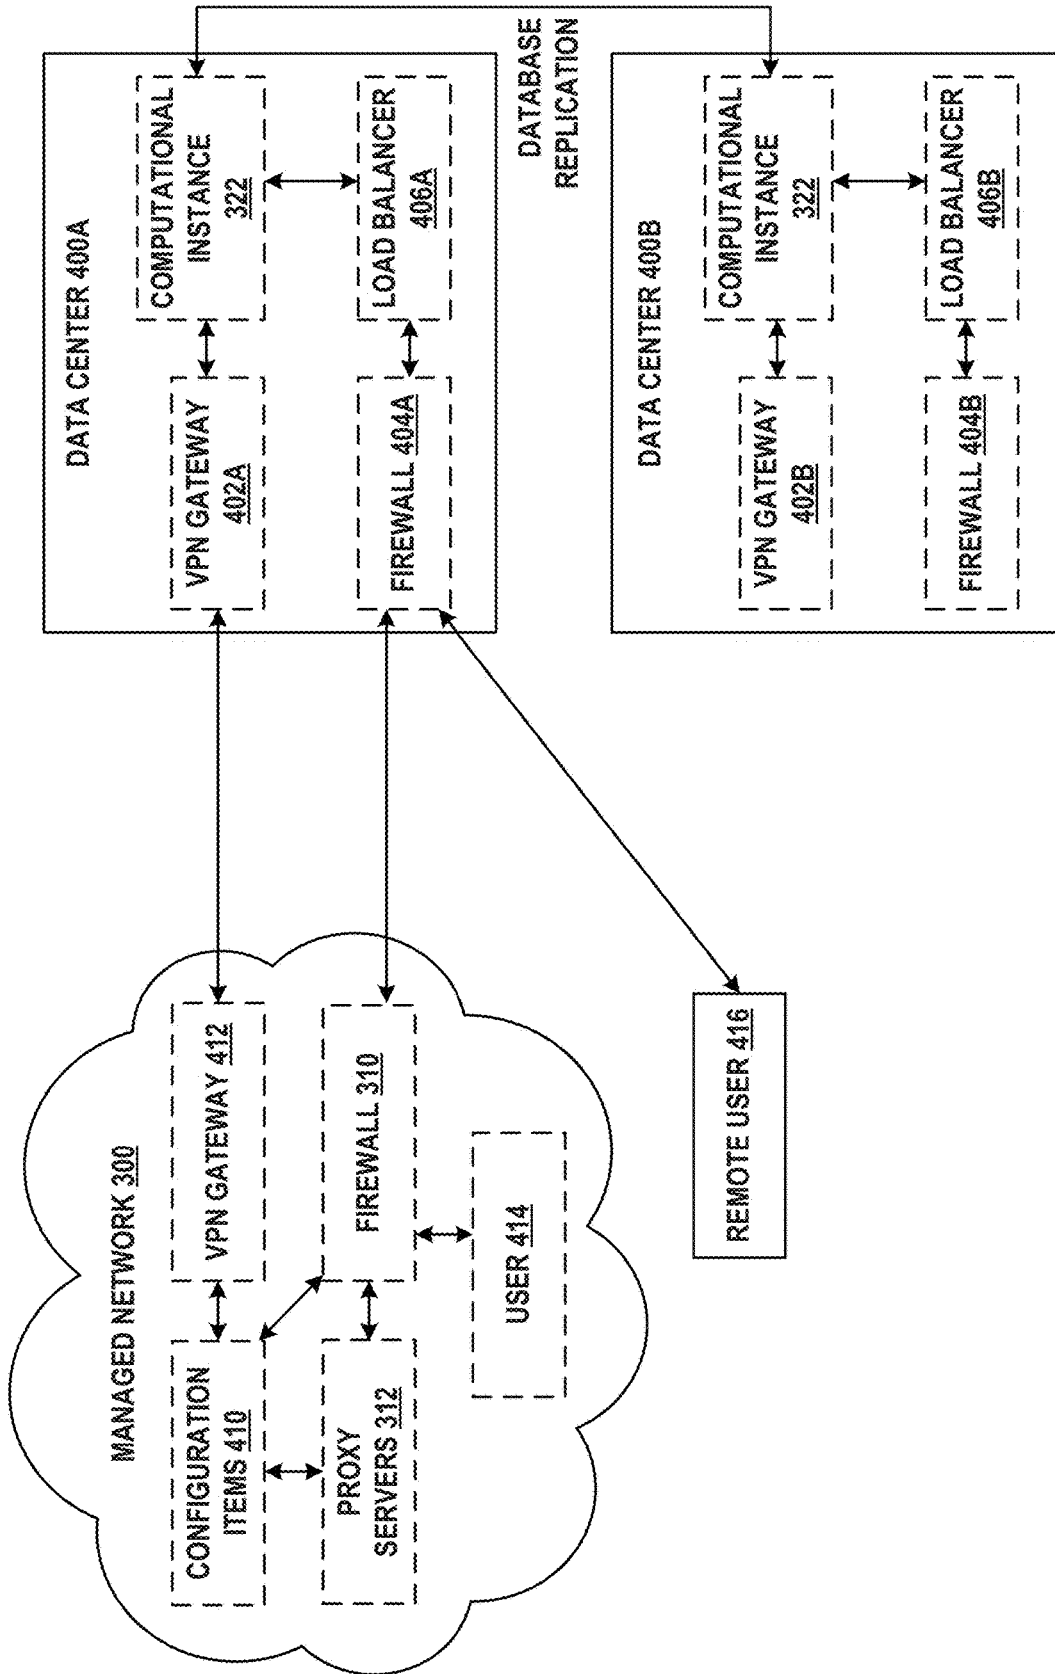 MANAGED NETWORK 300
CONFIGURATION
ITEMS 410
VPN GATEWAY 412
PROXY
SERVERS 312
FIREWALL 310
USER 414
REMOTE USER 416
DATA CENTER 400A
VPN GATEWAY
402A
COMPUTATIONAL
INSTANCE
322
FIREWALL 404A
LOAD BALANCER
406A
DATABASE
REPLICATION
DATA CENTER 400B
VPN GATEWAY
402B
COMPUTATIONAL
INSTANCE
322
FIREWALL 404B
LOAD BALANCER
406B